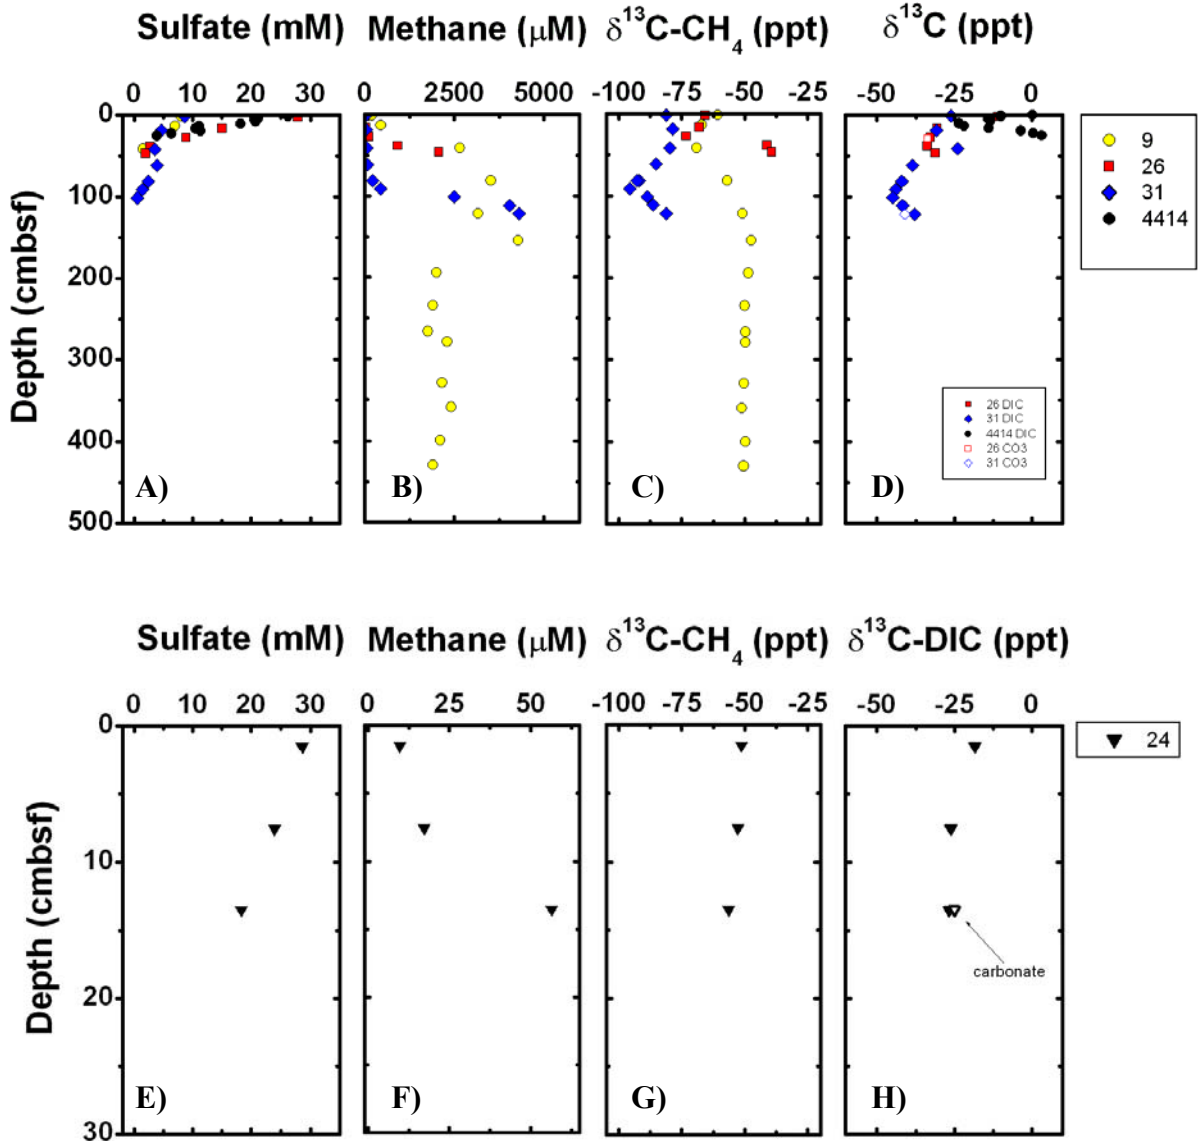 Sulfate (mM) Methane (μM) δ¹³C-CH₄ (ppt) δ¹³C (ppt)
0 10 20 30 0 2500 5000 -100 -75 -50 -25 -50 -25 0
Depth (cmbsf)
0
100
200
300
400
500
9
26
31
4414
26 DIC
31 DIC
4414 DIC
26 CO3
31 CO3
A) B) C) D)
Sulfate (mM) Methane (μM) δ¹³C-CH₄ (ppt) δ¹³C-DIC (ppt)
0 10 20 30 0 25 50 -100 -75 -50 -25 -50 -25 0
Depth (cmbsf)
0
10
20
30
24
carbonate
E) F) G) H)